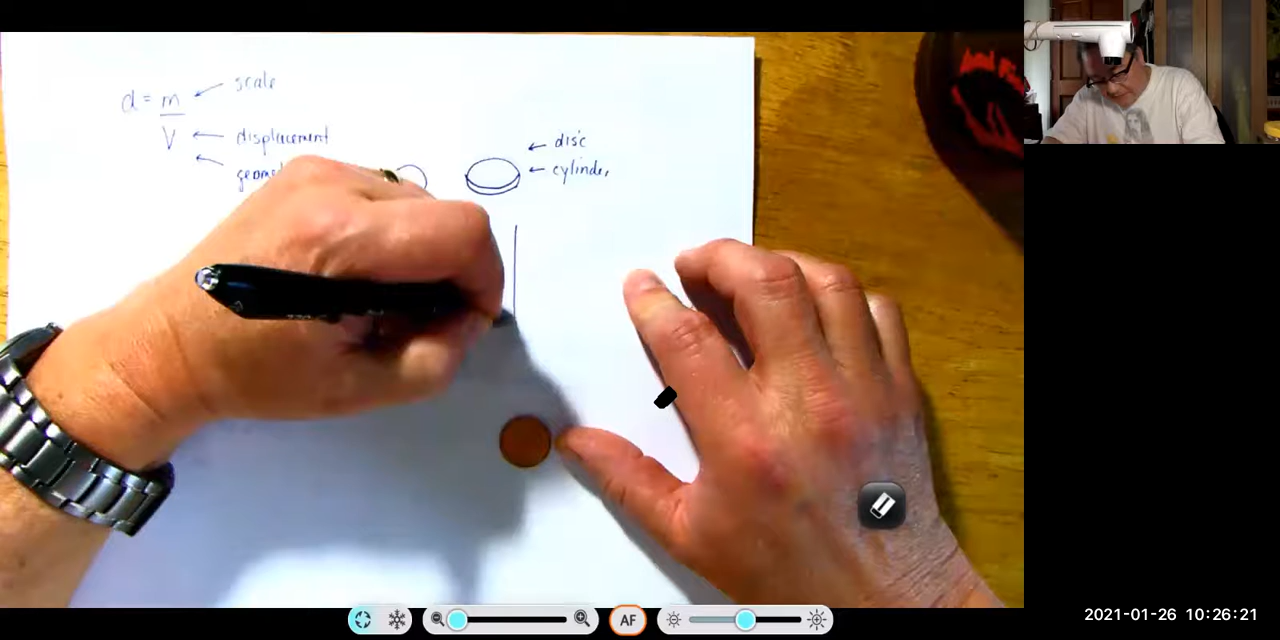 d = m ← scale
V ← displacement
←
← disc
← cylinder
AF
2021-01-26 10:26:21